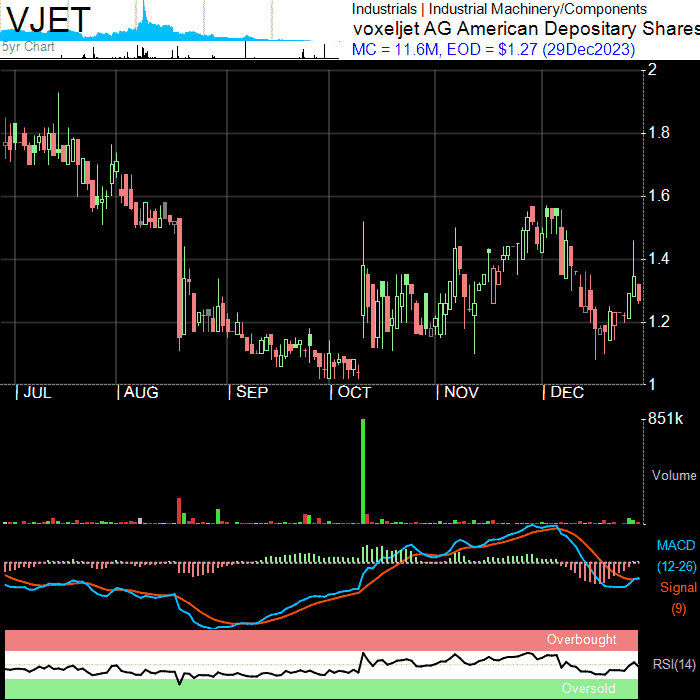 VJET
5yr Chart
Industrials | Industrial Machinery/Components
voxeljet AG American Depositary Shares
MC = 11.6M, EOD = $1.27 (29Dec2023)
2
1.8
1.6
1.4
1.2
1
JUL AUG SEP OCT NOV DEC
851k
Volume
MACD
(12-26)
Signal
(9)
Overbought
RSI(14)
Oversold